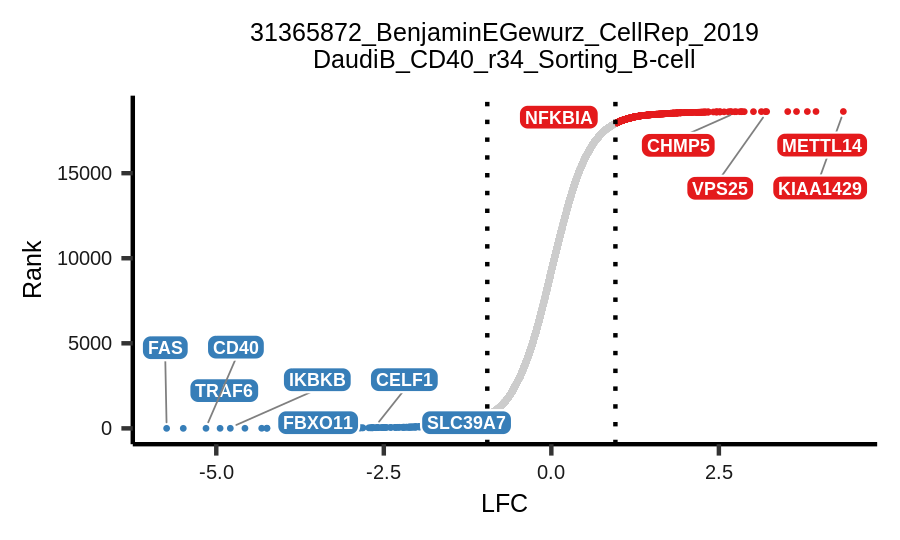 31365872_BenjaminEGewurz_CellRep_2019
DaudiB_CD40_r34_Sorting_B-cell
NFKBIA
CHMP5
METTL14
VPS25
KIAA1429
15000
10000
5000
0
Rank
FAS
CD40
TRAF6
IKBKB
CELF1
FBXO11
SLC39A7
-5.0
-2.5
0.0
2.5
LFC